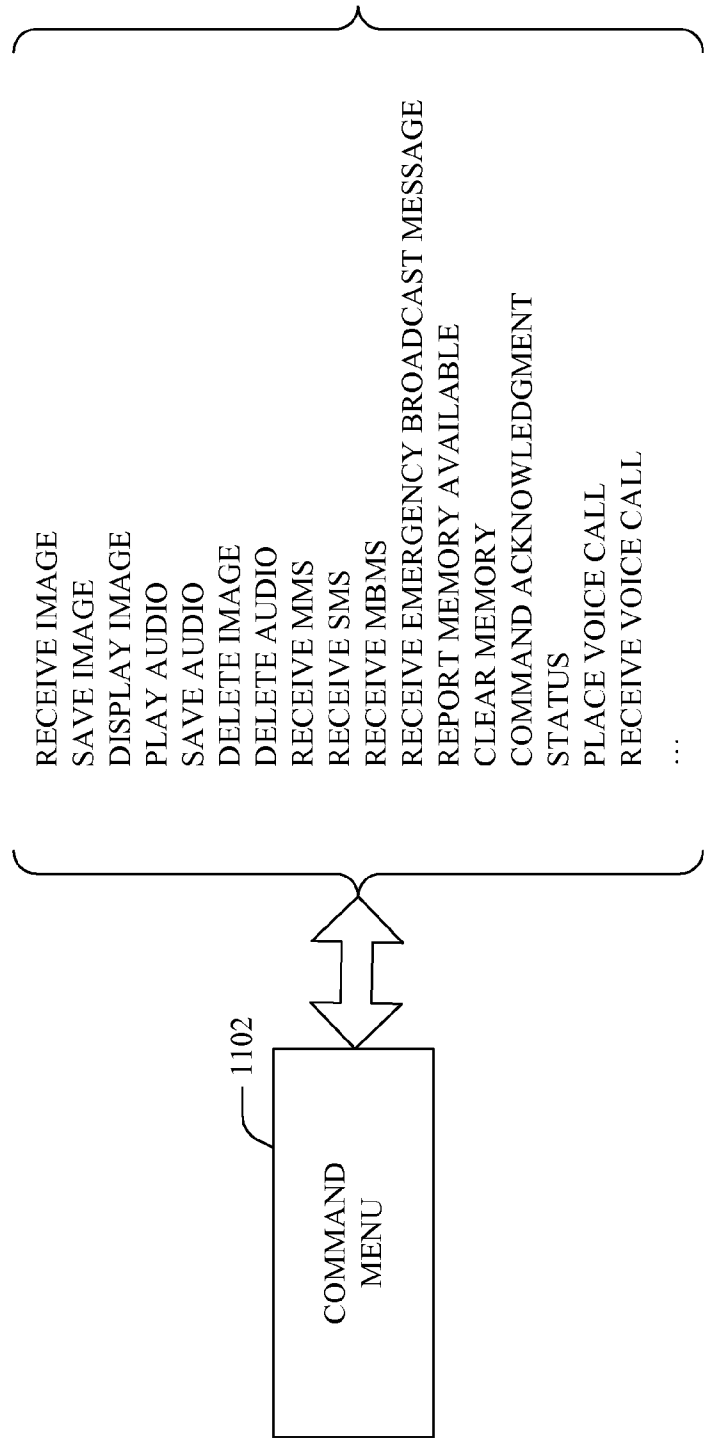 1102
COMMAND
MENU
RECEIVE IMAGE
SAVE IMAGE
DISPLAY IMAGE
PLAY AUDIO
SAVE AUDIO
DELETE IMAGE
DELETE AUDIO
RECEIVE MMS
RECEIVE SMS
RECEIVE MBMS
RECEIVE EMERGENCY BROADCAST MESSAGE
REPORT MEMORY AVAILABLE
CLEAR MEMORY
COMMAND ACKNOWLEDGMENT
STATUS
PLACE VOICE CALL
RECEIVE VOICE CALL
...